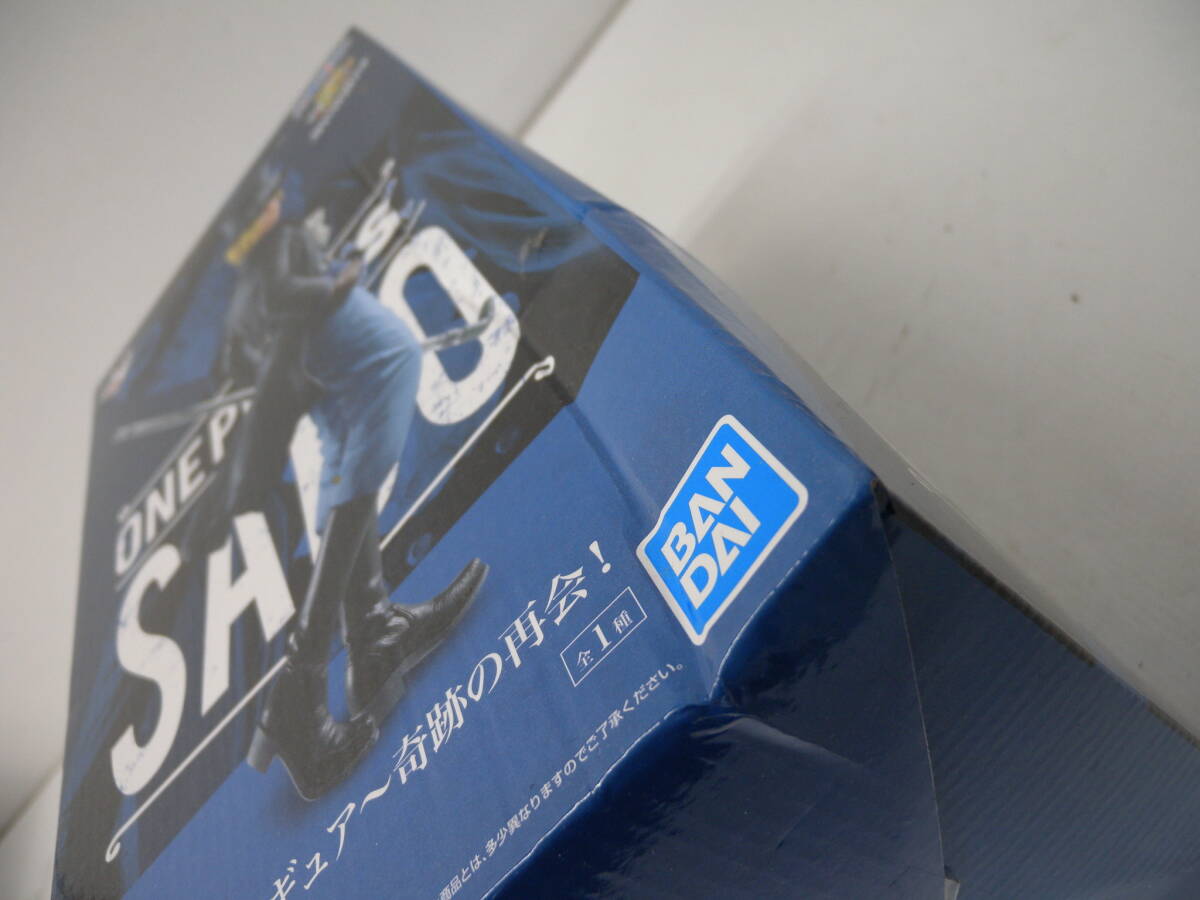 ONE P
SA O
ギュア～奇跡の再会！
全1種
商品とは、多少異なりますのでご了承ください。
BAN
DAI